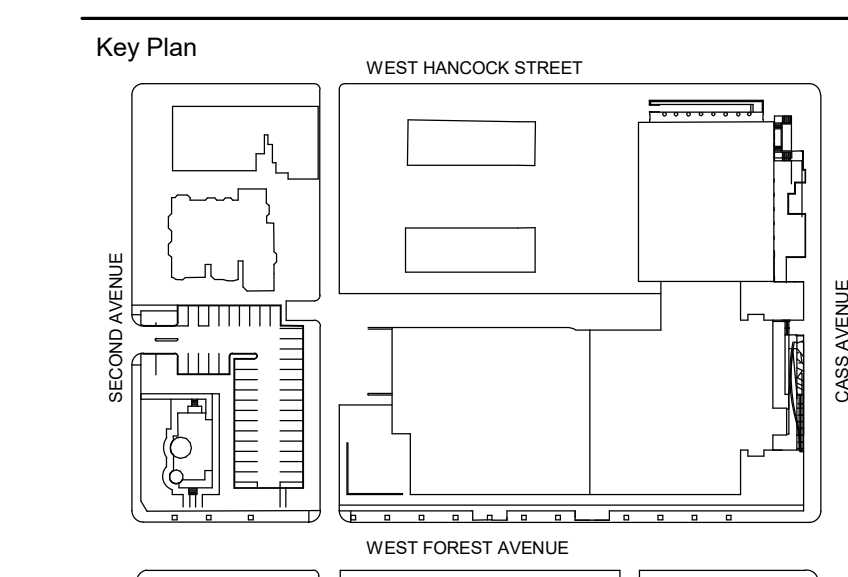 Key Plan
WEST HANCOCK STREET
SECOND AVENUE
CASS AVENUE
WEST FOREST AVENUE